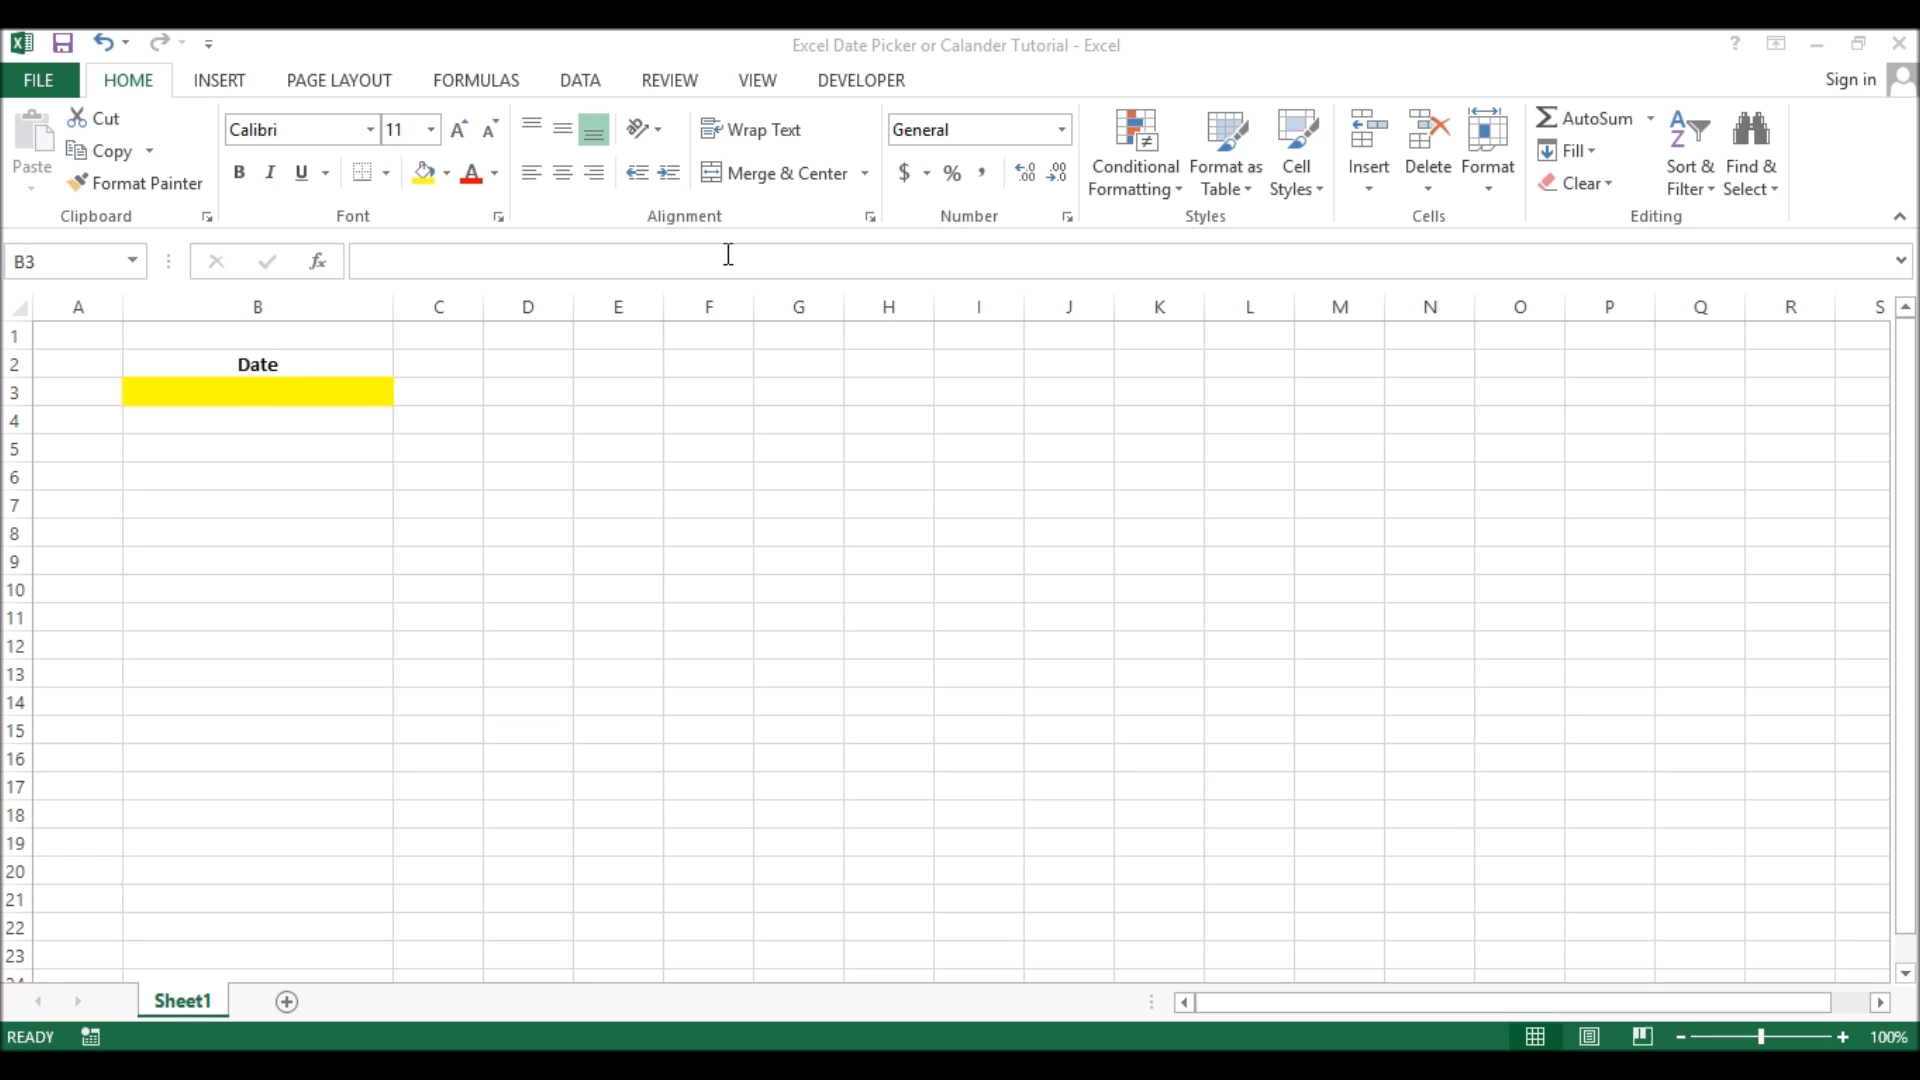 Excel Date Picker or Calander Tutorial - Excel
?
FILE HOME INSERT PAGE LAYOUT FORMULAS DATA REVIEW VIEW DEVELOPER Sign in
Paste
Cut
Copy
Format Painter
Clipboard
Calibri 11
B I U A
Font
Wrap Text
Merge & Center
Alignment
General
$ % ,
.00 .00
Number
Conditional Formatting
Format as Table
Cell Styles
Styles
Insert Delete Format
Cells
AutoSum
Fill
Clear
Sort & Filter
Find & Select
Editing
B3 fx
A B C D E F G H I J K L M N O P Q R S
1
2 Date
3
4
5
6
7
8
9
10
11
12
13
14
15
16
17
18
19
20
21
22
23
Sheet1
READY 100%